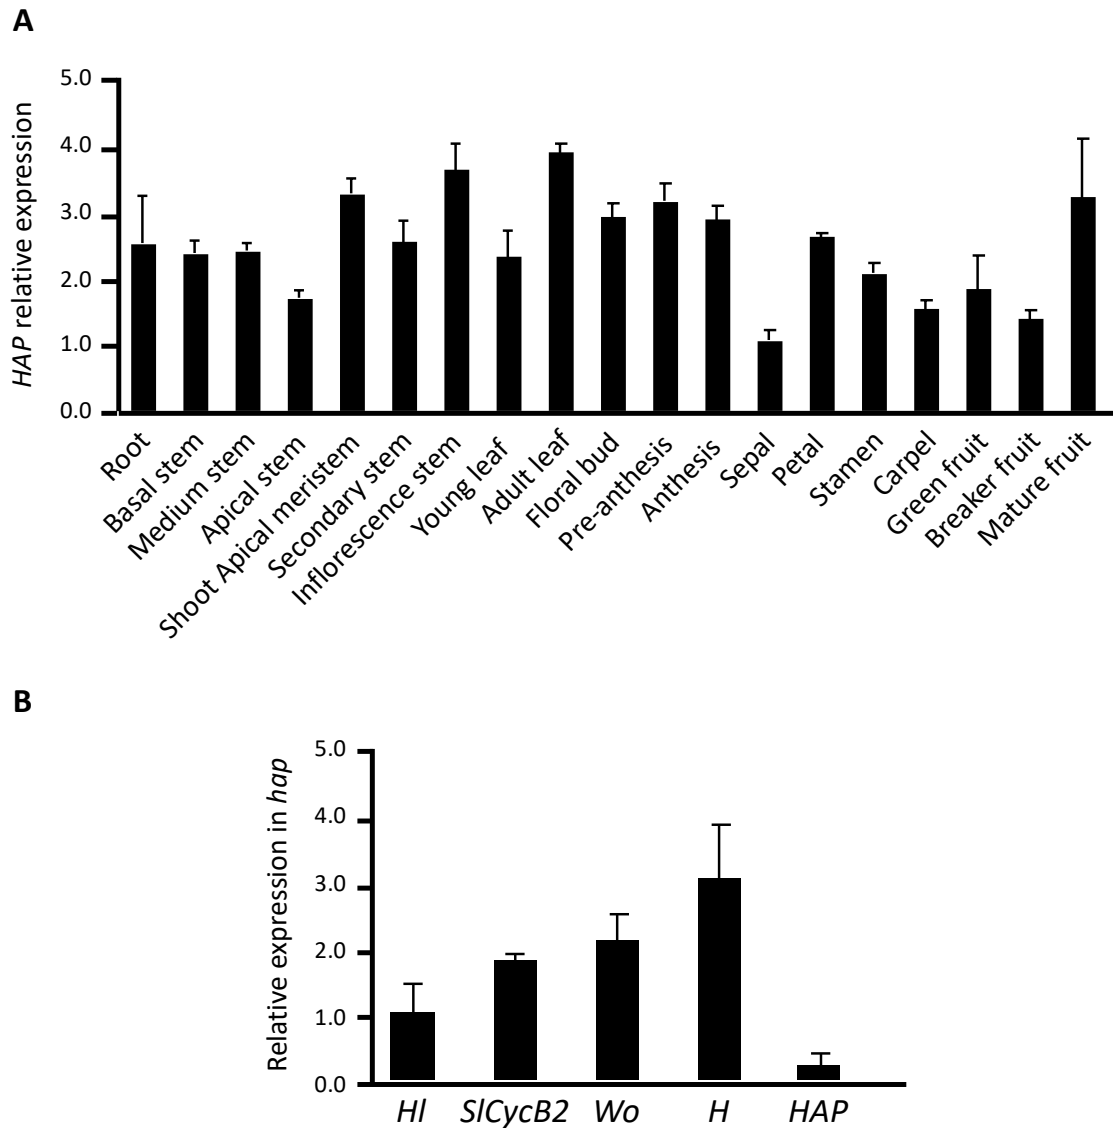 A
HAP relative expression
5.0
4.0
3.0
2.0
1.0
0.0
Root
Basal stem
Medium stem
Apical stem
Shoot Apical meristem
Secondary stem
Inflorescence stem
Young leaf
Adult leaf
Floral bud
Pre-anthesis
Anthesis
Sepal
Petal
Stamen
Carpel
Green fruit
Breaker fruit
Mature fruit
B
Relative expression in hap
5.0
4.0
3.0
2.0
1.0
0.0
Hl SlCycB2 Wo H HAP